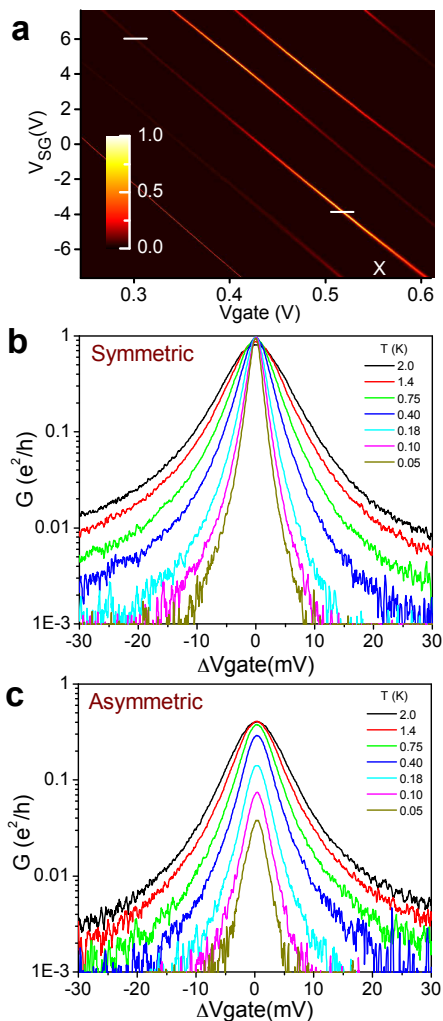 a
6
4
2
0
-2
-4
-6
V_SG(V)
1.0
0.5
0.0
X
0.3 0.4 0.5 0.6
Vgate (V)
b
Symmetric
T (K)
2.0
1.4
0.75
0.40
0.18
0.10
0.05
1
0.1
0.01
1E-3
G (e²/h)
-30 -20 -10 0 10 20 30
ΔVgate(mV)
c
Asymmetric
T (K)
2.0
1.4
0.75
0.40
0.18
0.10
0.05
1
0.1
0.01
1E-3
G (e²/h)
-30 -20 -10 0 10 20 30
ΔVgate(mV)